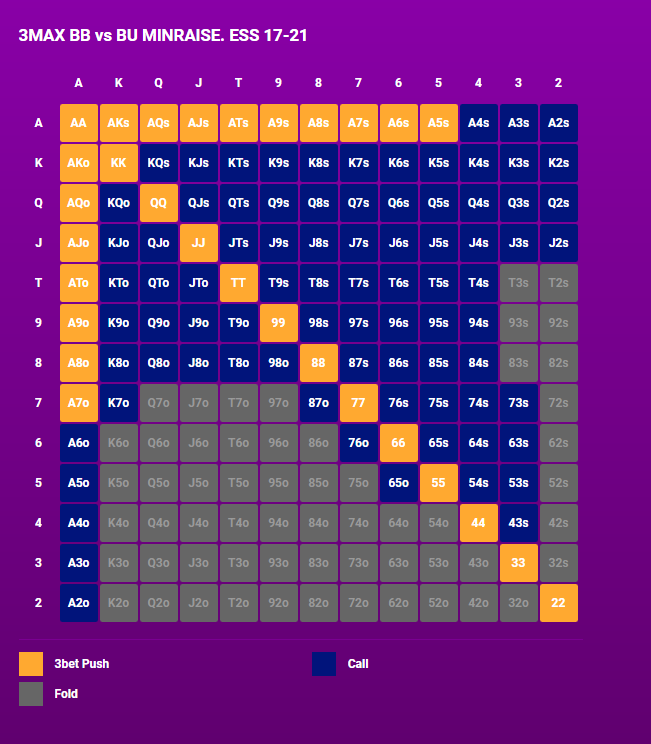 3MAX BB vs BU MINRAISE. ESS 17-21
A K Q J T 9 8 7 6 5 4 3 2
A AA AKs AQs AJs ATs A9s A8s A7s A6s A5s A4s A3s A2s
K AKo KK KQs KJs KTs K9s K8s K7s K6s K5s K4s K3s K2s
Q AQo KQo QQ QJs QTs Q9s Q8s Q7s Q6s Q5s Q4s Q3s Q2s
J AJo KJo QJo JJ JTs J9s J8s J7s J6s J5s J4s J3s J2s
T ATo KTo QTo JTo TT T9s T8s T7s T6s T5s T4s T3s T2s
9 A9o K9o Q9o J9o T9o 99 98s 97s 96s 95s 94s 93s 92s
8 A8o K8o Q8o J8o T8o 98o 88 87s 86s 85s 84s 83s 82s
7 A7o K7o Q7o J7o T7o 97o 87o 77 76s 75s 74s 73s 72s
6 A6o K6o Q6o J6o T6o 96o 86o 76o 66 65s 64s 63s 62s
5 A5o K5o Q5o J5o T5o 95o 85o 75o 65o 55 54s 53s 52s
4 A4o K4o Q4o J4o T4o 94o 84o 74o 64o 54o 44 43s 42s
3 A3o K3o Q3o J3o T3o 93o 83o 73o 63o 53o 43o 33 32s
2 A2o K2o Q2o J2o T2o 92o 82o 72o 62o 52o 42o 32o 22
3bet Push Call
Fold